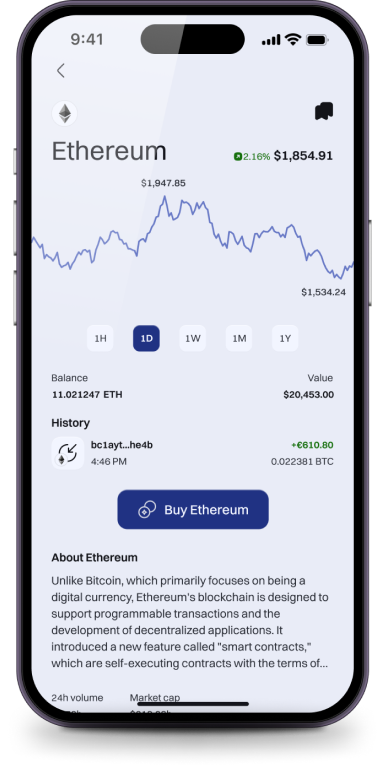 9:41
Ethereum
2.16% $1,854.91
$1,947.85
$1,534.24
1H 1D 1W 1M 1Y
Balance Value
11.021247 ETH $20,453.00
History
bc1ayt...he4b +€610.80
4:46 PM 0.022381 BTC
Buy Ethereum
About Ethereum
Unlike Bitcoin, which primarily focuses on being a
digital currency, Ethereum's blockchain is designed to
support programmable transactions and the
development of decentralized applications. It
introduced a new feature called "smart contracts,"
which are self-executing contracts with the terms of...
24h volume Market cap